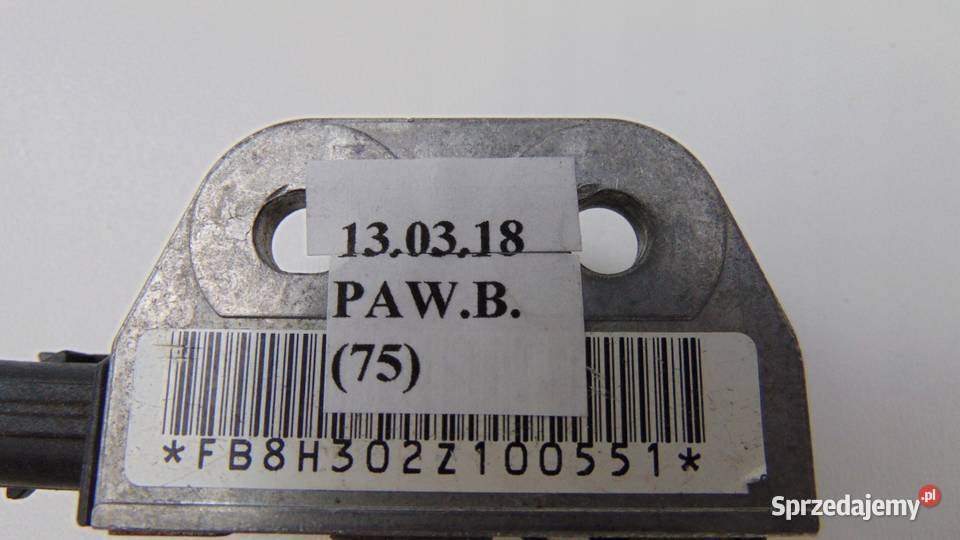 13.03.18
PAW.B.
(75)
*FB8H302Z100551*
Sprzedajemy.pl